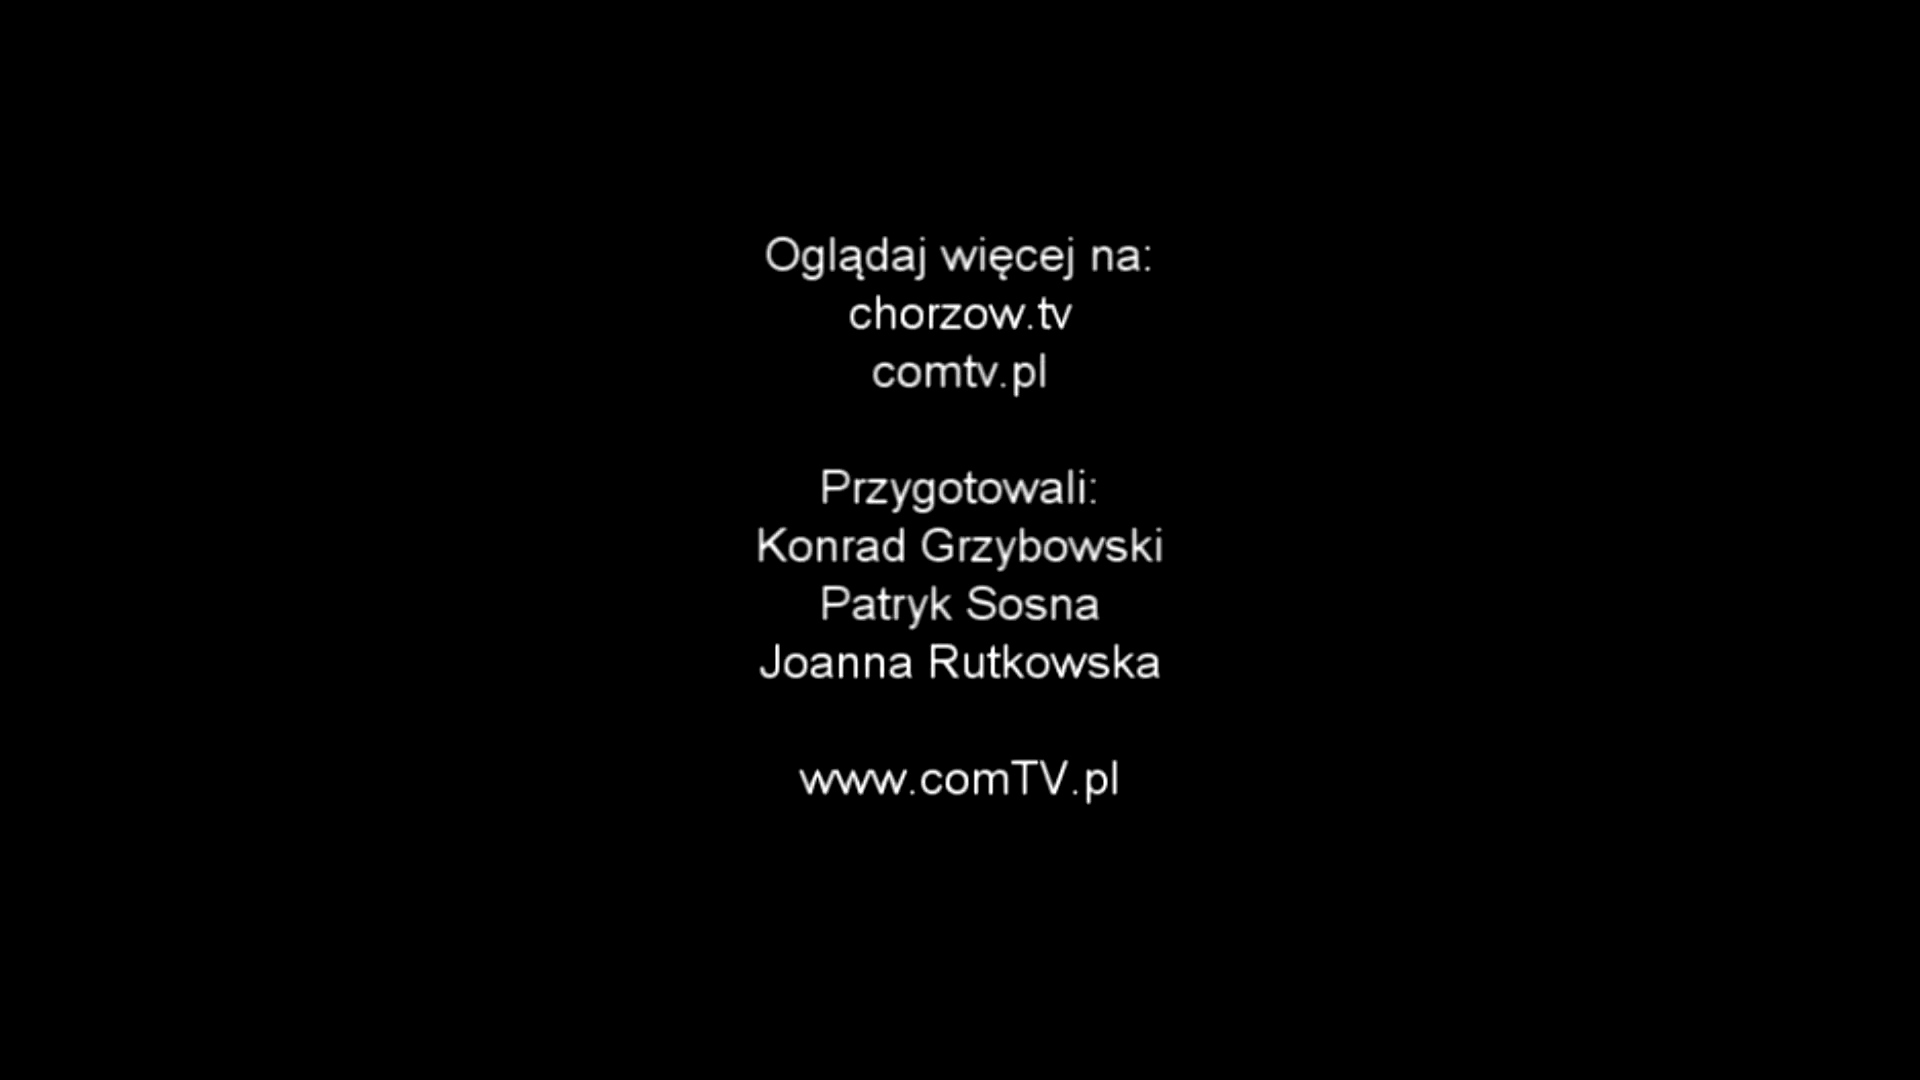 Oglądaj więcej na:
chorzow.tv
comtv.pl
Przygotowali:
Konrad Grzybowski
Patryk Sosna
Joanna Rutkowska
www.comTV.pl